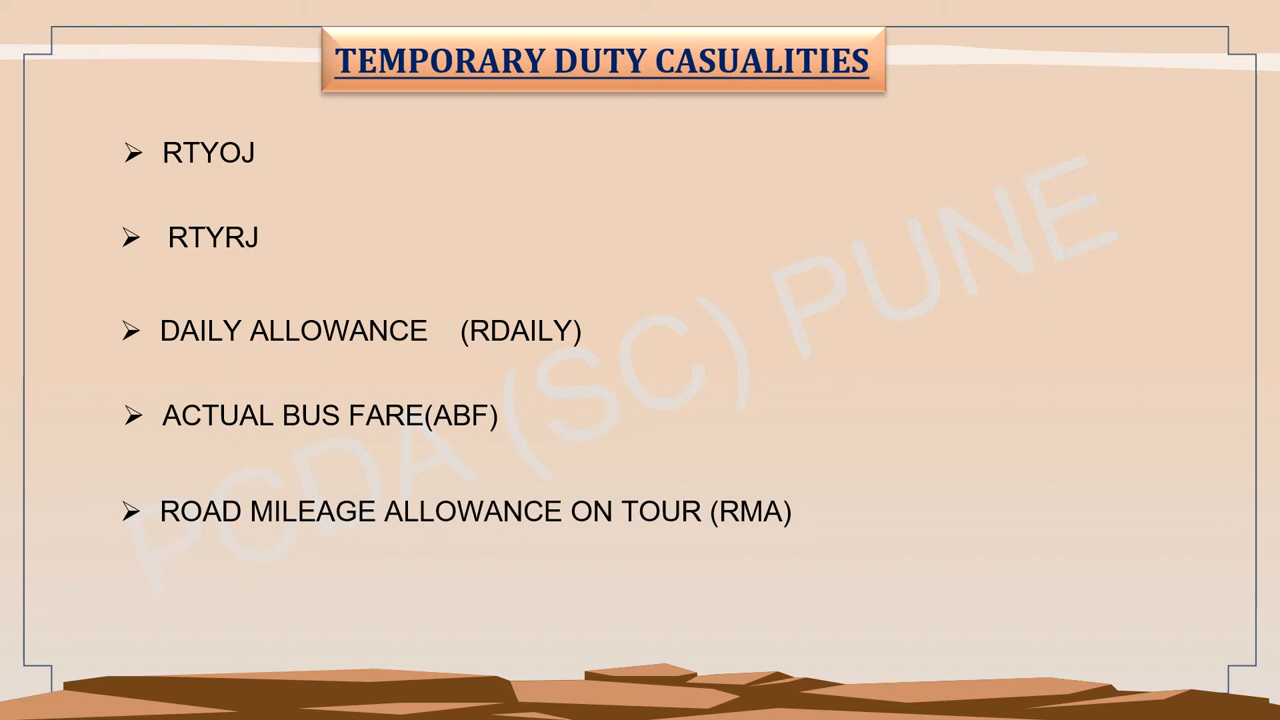 TEMPORARY DUTY CASUALITIES
RTYOJ
RTYRJ
DAILY ALLOWANCE (RDAILY)
ACTUAL BUS FARE(ABF)
ROAD MILEAGE ALLOWANCE ON TOUR (RMA)
PCDA (SC) PUNE